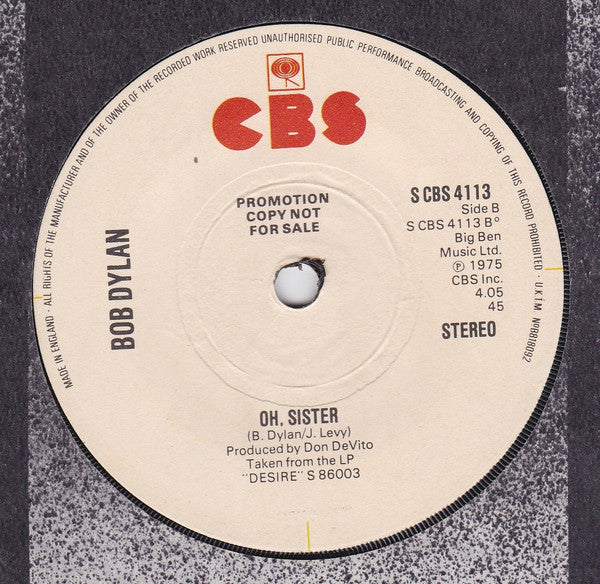 MADE IN ENGLAND · ALL RIGHTS OF THE MANUFACTURER AND OF THE OWNER OF THE RECORDED WORK RESERVED UNAUTHORISED PUBLIC PERFORMANCE BROADCASTING AND COPYING OF THIS RECORD PROHIBITED · U.K.T.M. Nº8818092
CBS
PROMOTION
COPY NOT
FOR SALE
BOB DYLAN
S CBS 4113
Side B
S CBS 4113 Bº
Big Ben
Music Ltd.
℗ 1975
CBS Inc.
4.05
45
STEREO
OH, SISTER
(B. Dylan/J. Levy)
Produced by Don DeVito
Taken from the LP
"DESIRE" S 86003